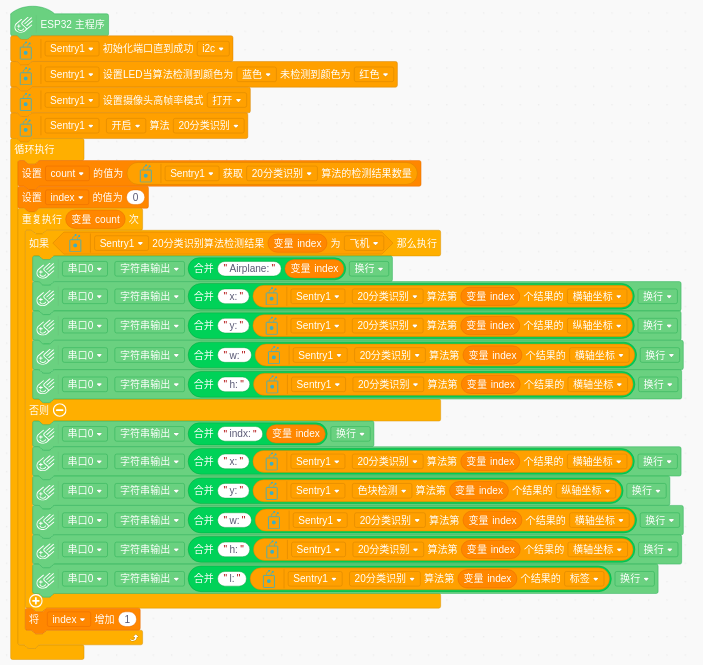 ESP32 主程序
Sentry1 初始化端口直到成功 i2c
Sentry1 设置LED当算法检测到颜色为 蓝色 未检测到颜色为 红色
Sentry1 设置摄像头高帧率模式 打开
Sentry1 开启 算法 20分类识别
循环执行
设置 count 的值为 Sentry1 获取 20分类识别 算法的检测结果数量
设置 index 的值为 0
重复执行 变量 count 次
如果 Sentry1 20分类识别算法检测结果 变量 index 为 飞机 那么执行
串口0 字符串输出 合并 "Airplane:" 变量 index 换行
串口0 字符串输出 合并 "x:" Sentry1 20分类识别 算法第 变量 index 个结果的 横轴坐标 换行
串口0 字符串输出 合并 "y:" Sentry1 20分类识别 算法第 变量 index 个结果的 纵轴坐标 换行
串口0 字符串输出 合并 "w:" Sentry1 20分类识别 算法第 变量 index 个结果的 横轴坐标 换行
串口0 字符串输出 合并 "h:" Sentry1 20分类识别 算法第 变量 index 个结果的 横轴坐标 换行
否则
串口0 字符串输出 合并 "indx:" 变量 index 换行
串口0 字符串输出 合并 "x:" Sentry1 20分类识别 算法第 变量 index 个结果的 横轴坐标 换行
串口0 字符串输出 合并 "y:" Sentry1 色块检测 算法第 变量 index 个结果的 纵轴坐标 换行
串口0 字符串输出 合并 "w:" Sentry1 20分类识别 算法第 变量 index 个结果的 横轴坐标 换行
串口0 字符串输出 合并 "h:" Sentry1 20分类识别 算法第 变量 index 个结果的 横轴坐标 换行
串口0 字符串输出 合并 "l:" Sentry1 20分类识别 算法第 变量 index 个结果的 标签 换行
将 index 增加 1